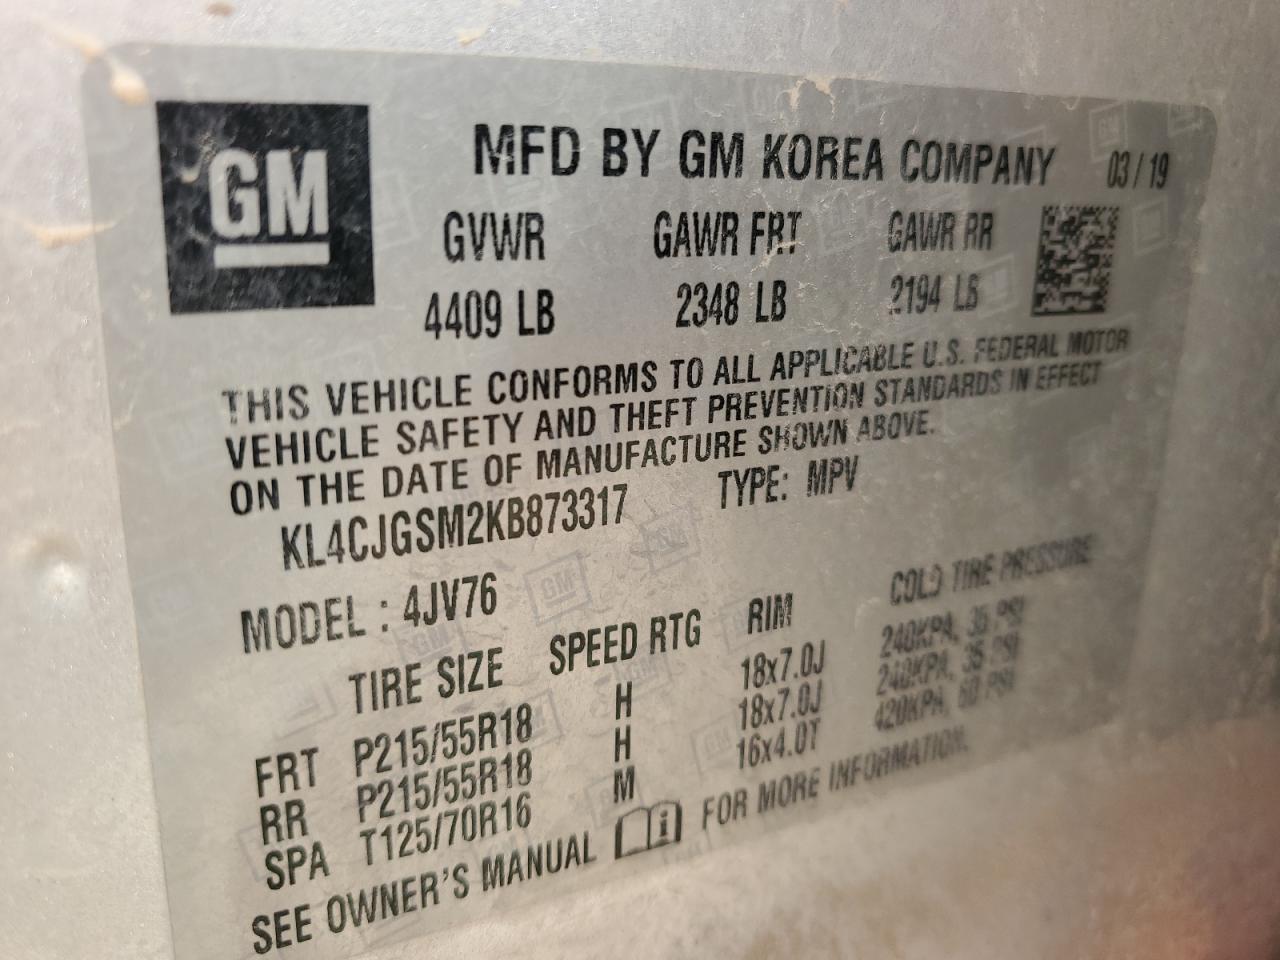 GM
MFD BY GM KOREA COMPANY 03/19
GVWR GAWR FRT GAWR RR
4409 LB 2348 LB 2194 LB
THIS VEHICLE CONFORMS TO ALL APPLICABLE U.S. FEDERAL MOTOR
VEHICLE SAFETY AND THEFT PREVENTION STANDARDS IN EFFECT
ON THE DATE OF MANUFACTURE SHOWN ABOVE.
KL4CJGSM2KB873317 TYPE: MPV
MODEL : 4JV76
TIRE SIZE SPEED RTG RIM COLD TIRE PRESSURE
FRT P215/55R18 H 18x7.0J 240KPA, 35 PSI
RR P215/55R18 H 18x7.0J 240KPA, 35 PSI
SPA T125/70R16 M 16x4.0T 420KPA, 60 PSI
SEE OWNER'S MANUAL FOR MORE INFORMATION.